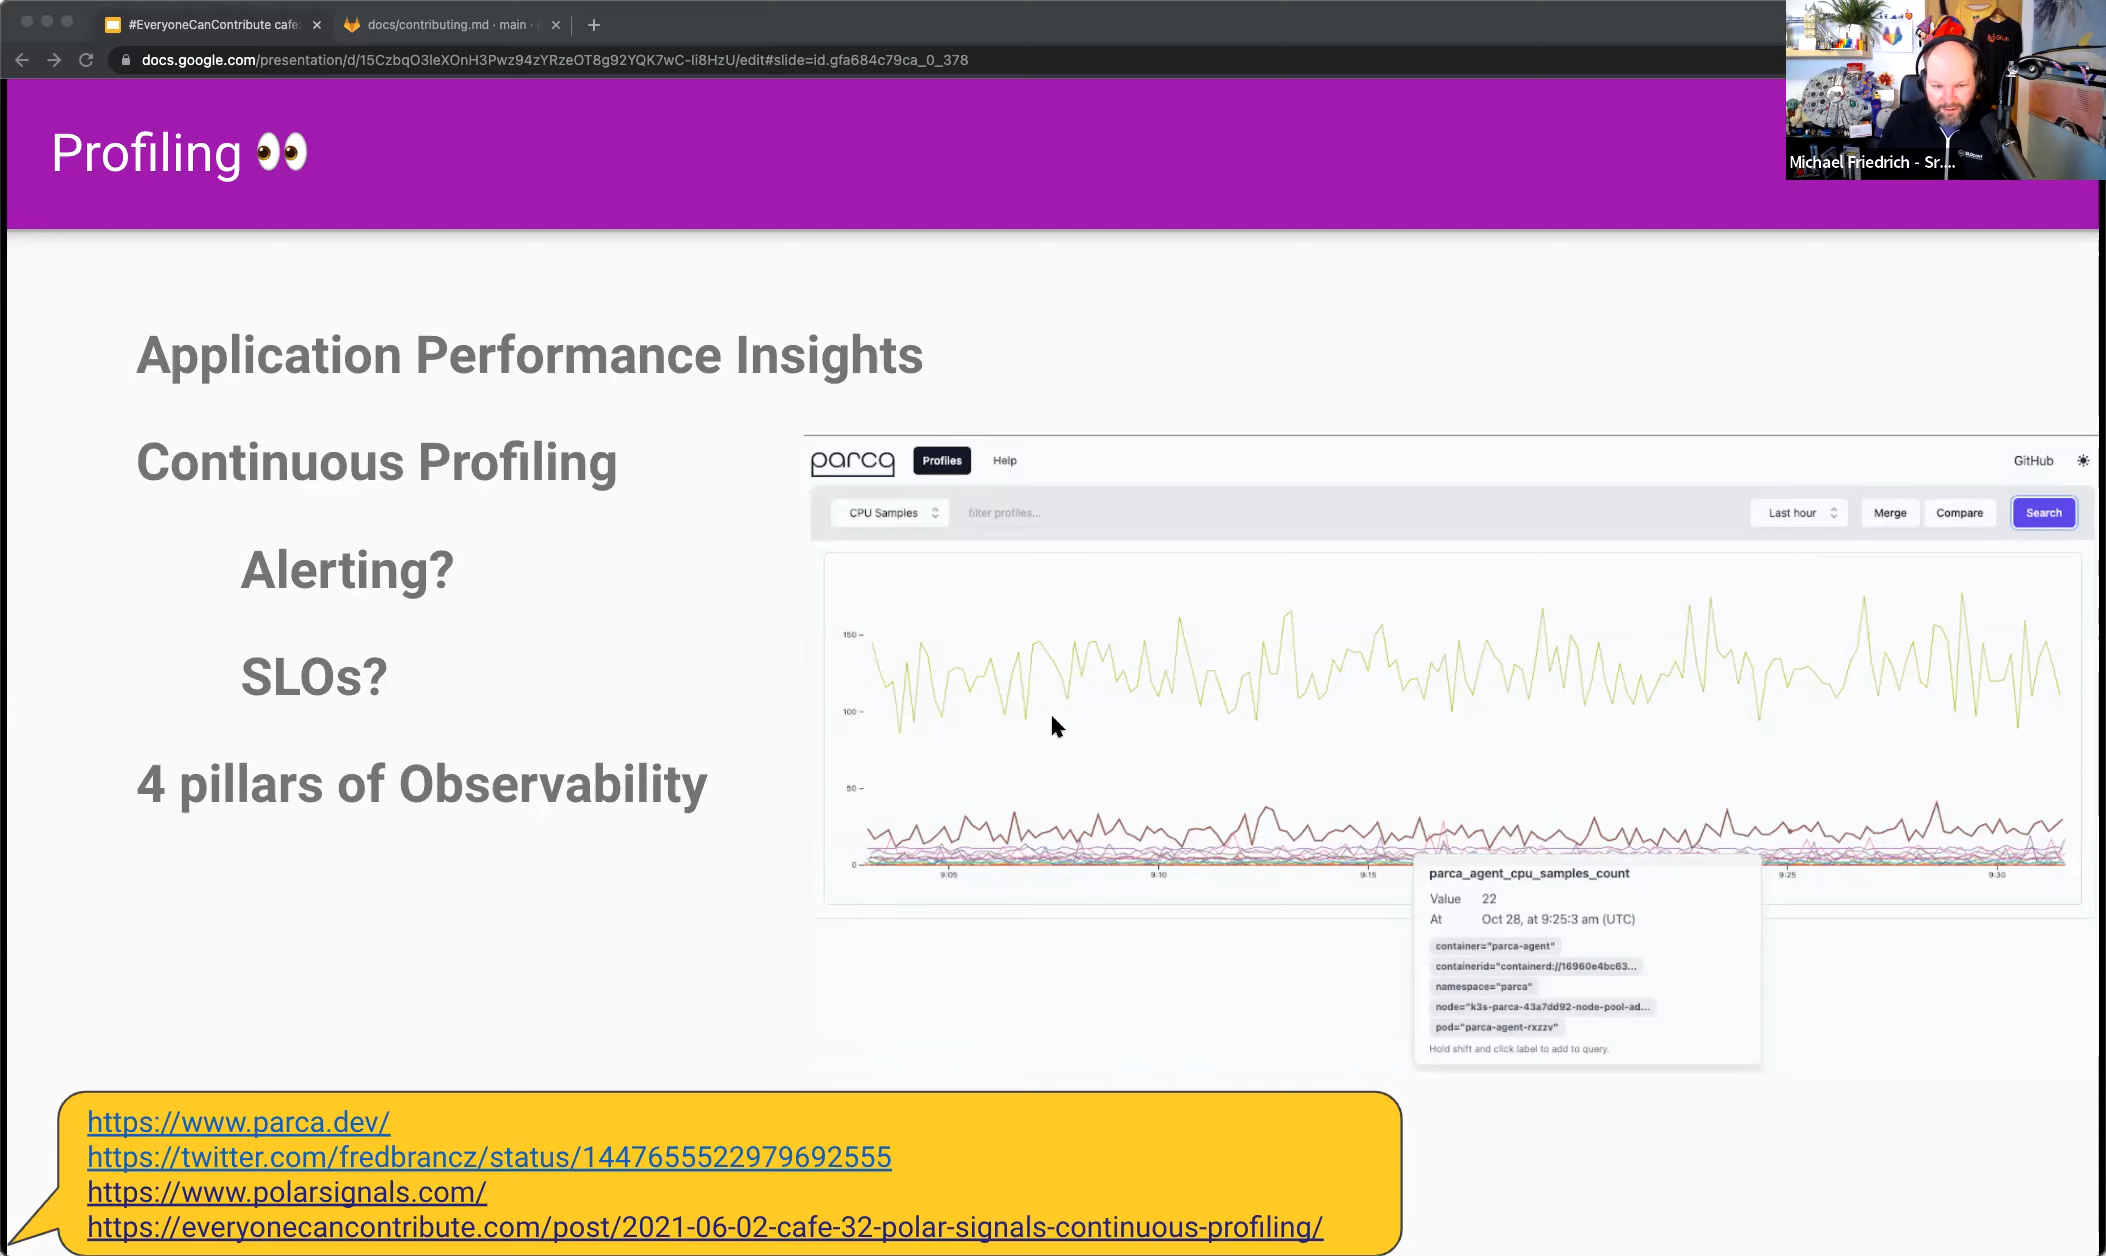 #EveryoneCanContribute cafe:
docs/contributing.md · main ·
docs.google.com/presentation/d/15CzbqO3leXOnH3Pwz94zYRzeOT8g92YQK7wC-Ii8HzU/edit#slide=id.gfa684c79ca_0_378
Michael Friedrich - Sr....
Profiling 👀
Application Performance Insights
Continuous Profiling
Alerting?
SLOs?
4 pillars of Observability
parca
Profiles
Help
GitHub
CPU Samples
filter profiles...
Last hour
Merge
Compare
Search
150
100
50
0
9:05
9:10
9:15
9:25
9:30
parca_agent_cpu_samples_count
Value 22
At Oct 28, at 9:25:3 am (UTC)
container="parca-agent"
containerid="containerd://16960e4bc63...
namespace="parca"
node="k3s-parca-43a7dd92-node-pool-ad...
pod="parca-agent-rxzzv"
Hold shift and click label to add to query.
https://www.parca.dev/
https://twitter.com/fredbrancz/status/1447655522979692555
https://www.polarsignals.com/
https://everyonecancontribute.com/post/2021-06-02-cafe-32-polar-signals-continuous-profiling/